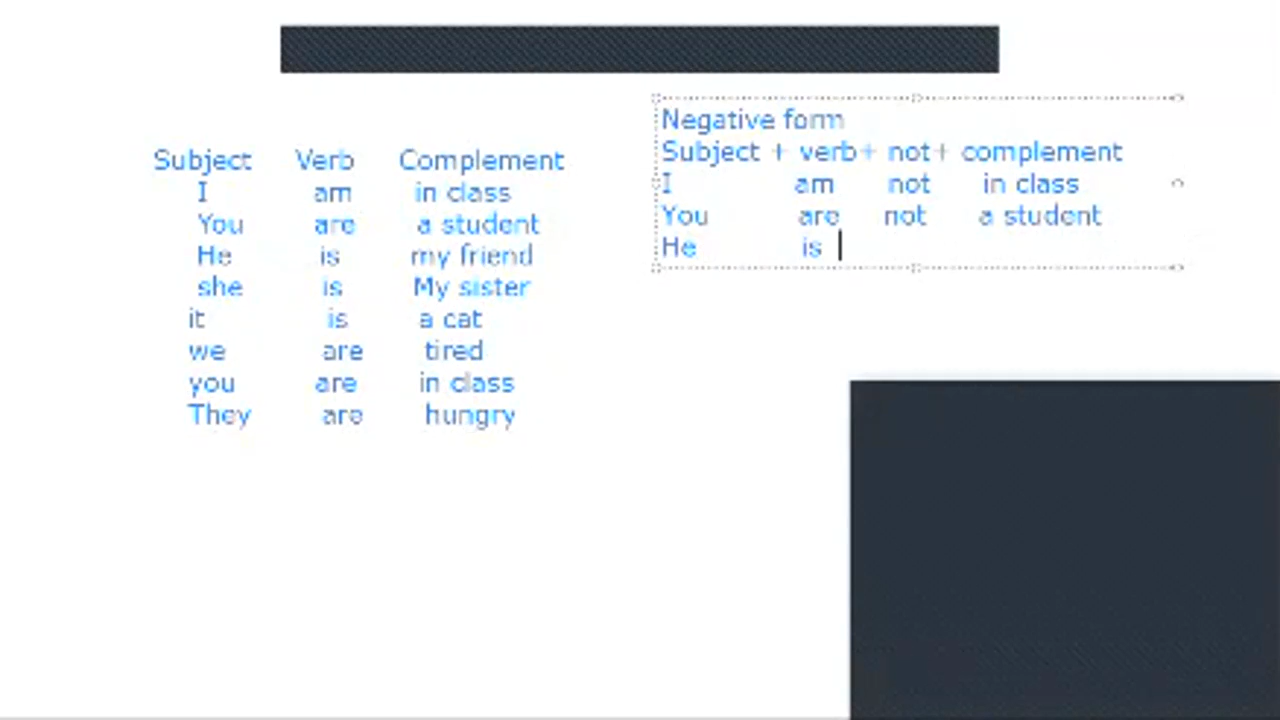 Subject Verb Complement
I am in class
You are a student
He is my friend
she is My sister
it is a cat
we are tired
you are in class
They are hungry
Negative form
Subject + verb+ not+ complement
I am not in class
You are not a student
He is